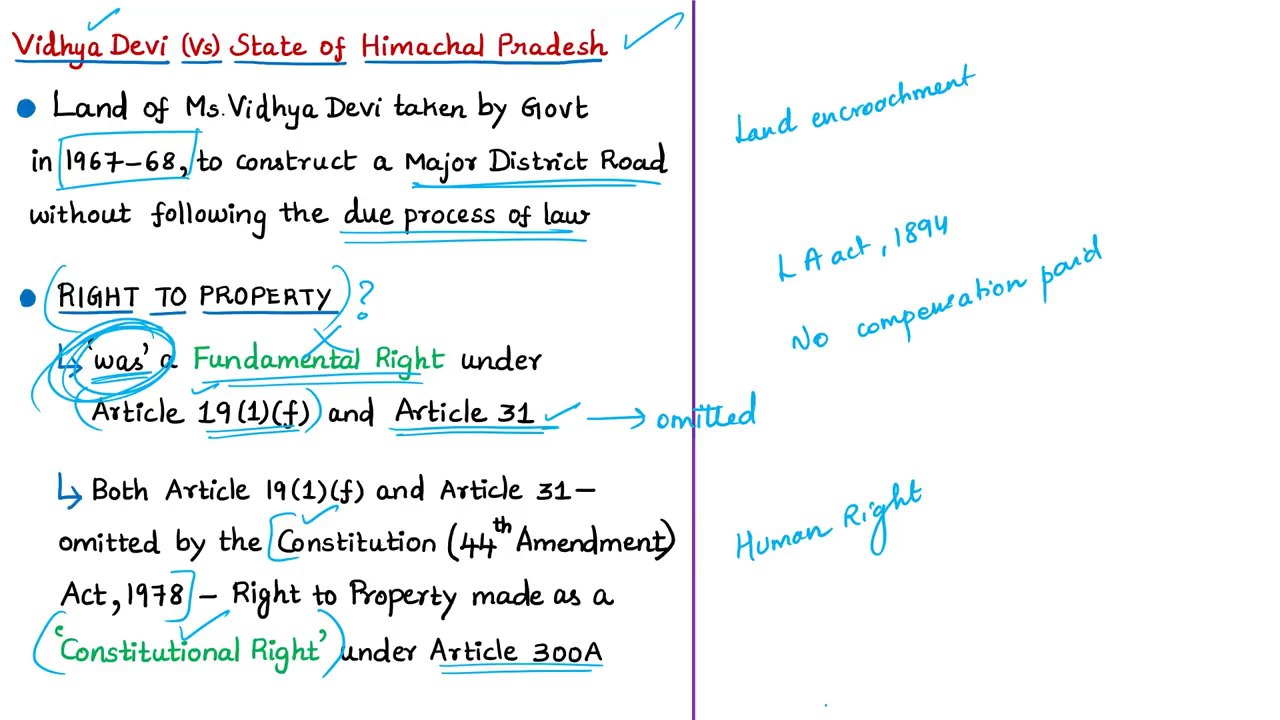 Vidhya Devi (Vs) State of Himachal Pradesh
Land of Ms. Vidhya Devi taken by Govt
in 1967-68, to construct a Major District Road
without following the due process of law
RIGHT TO PROPERTY ?
'was' a Fundamental Right under
Article 19(1)(f) and Article 31 → omitted
Both Article 19(1)(f) and Article 31-
omitted by the Constitution (44th Amendment)
Act, 1978 - Right to Property made as a
'Constitutional Right' under Article 300A
Land encroochment
LA act, 1894
No compensation paid
Human Right